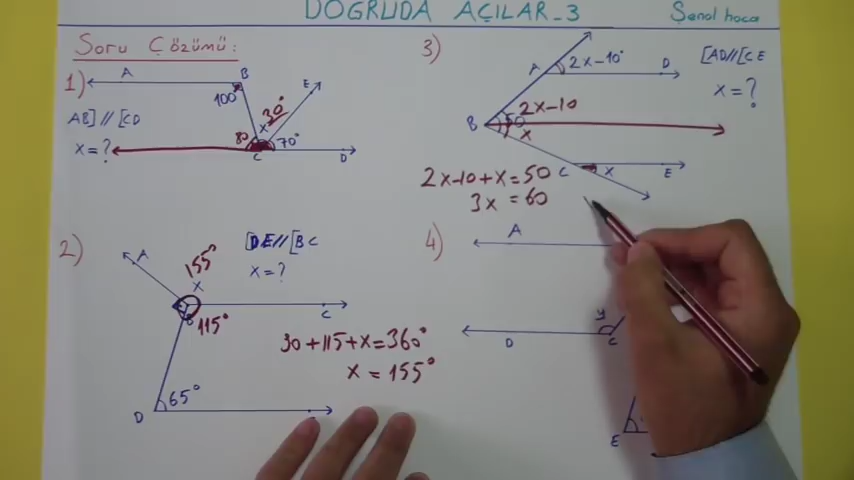 DOĞRUDA AÇILAR_3
Şenol hoca
Soru Çözümü:
1)
A
B
100°
E
30°
AB] // [CD
x
80
70°
x = ?
C
D
2)
A
155°
[DE // [BC
x
x = ?
B
115°
C
30 + 115 + x = 360°
x = 155°
65°
D
3)
A
2x-10°
D
[AD // [CE
x = ?
2x-10
B
50
x
C
x
E
2x-10 + x = 50
3x = 60
4)
A
y
D
C
E